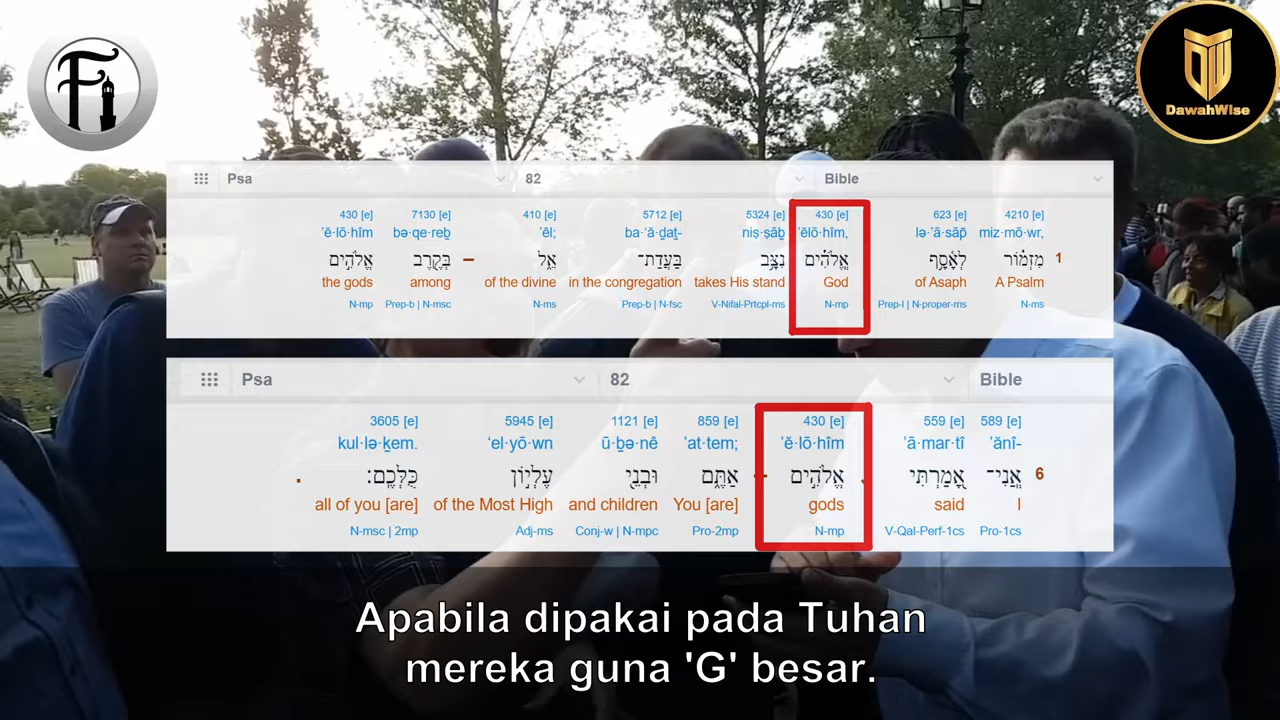 Fi
DawahWise
Psa 82 Bible
430 [e] 7130 [e] 410 [e] 5712 [e] 5324 [e] 430 [e] 623 [e] 4210 [e]
’ĕ·lō·hîm bə·qe·reḇ ’êl; ba·‘ă·ḏaṯ- niṣ·ṣāḇ ’ĕlō·hîm, lə·’ā·sāp̄ miz·mō·wr,
אֱלֹהִ֣ים בְּקֶ֖רֶב – אֵ֑ל בַּעֲדַת־ נִצָּ֥ב אֱֽלֹהִ֗ים לְאָ֫סָ֥ף מִזְמ֗וֹר 1
the gods among of the divine in the congregation takes His stand God of Asaph A Psalm
N-mp Prep-b | N-msc N-ms Prep-b | N-fsc V-Nifal-Prtcpl-ms N-mp Prep-l | N-proper-ms N-ms
Psa 82 Bible
3605 [e] 5945 [e] 1121 [e] 859 [e] 430 [e] 559 [e] 589 [e]
kul·lə·ḵem. ‘el·yō·wn ū·ḇə·nê ’at·tem; ’ĕ·lō·hîm ’ā·mar·tî ’ănî-
. כֻּלְּכֶֽם׃ עֶלְי֣וֹן וּבְנֵ֖י אַתֶּ֑ם – אֱלֹהִ֣ים אָ֭מַרְתִּי אֲ‍ֽנִי־ 6
all of you [are] of the Most High and children You [are] gods said I
N-msc | 2mp Adj-ms Conj-w | N-mpc Pro-2mp N-mp V-Qal-Perf-1cs Pro-1cs
Apabila dipakai pada Tuhan
mereka guna 'G' besar.